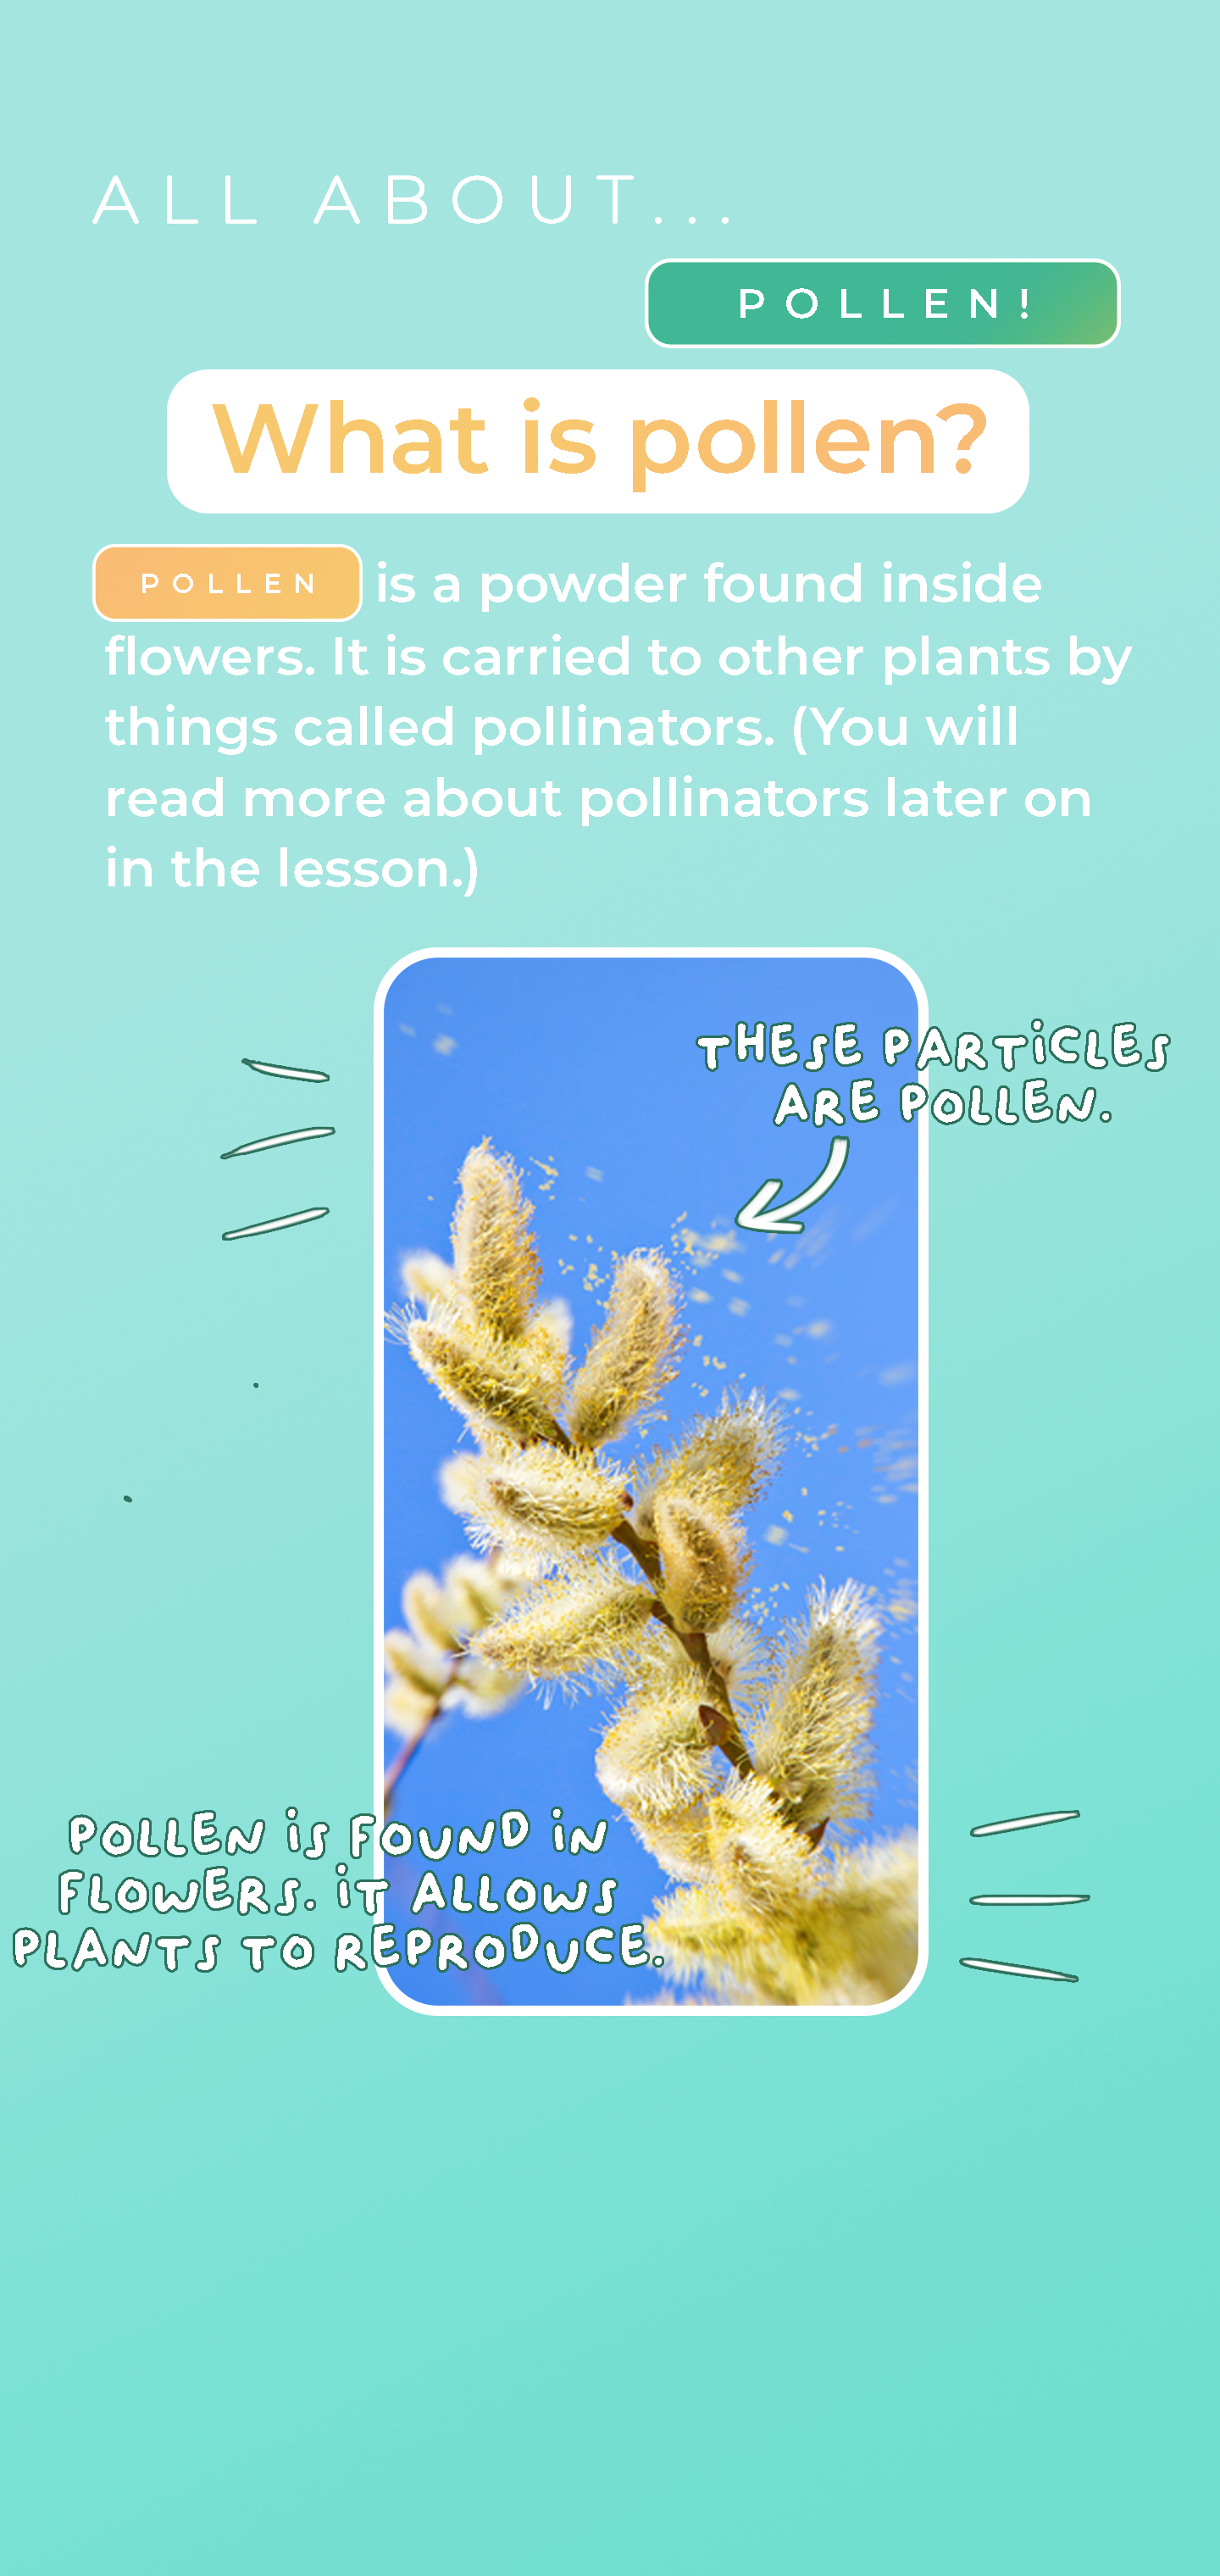 ALL ABOUT...
POLLEN!
What is pollen?
POLLEN is a powder found inside
flowers. It is carried to other plants by
things called pollinators. (You will
read more about pollinators later on
in the lesson.)
THESE PARTICLES
ARE POLLEN.
POLLEN IS FOUND IN
FLOWERS. IT ALLOWS
PLANTS TO REPRODUCE.